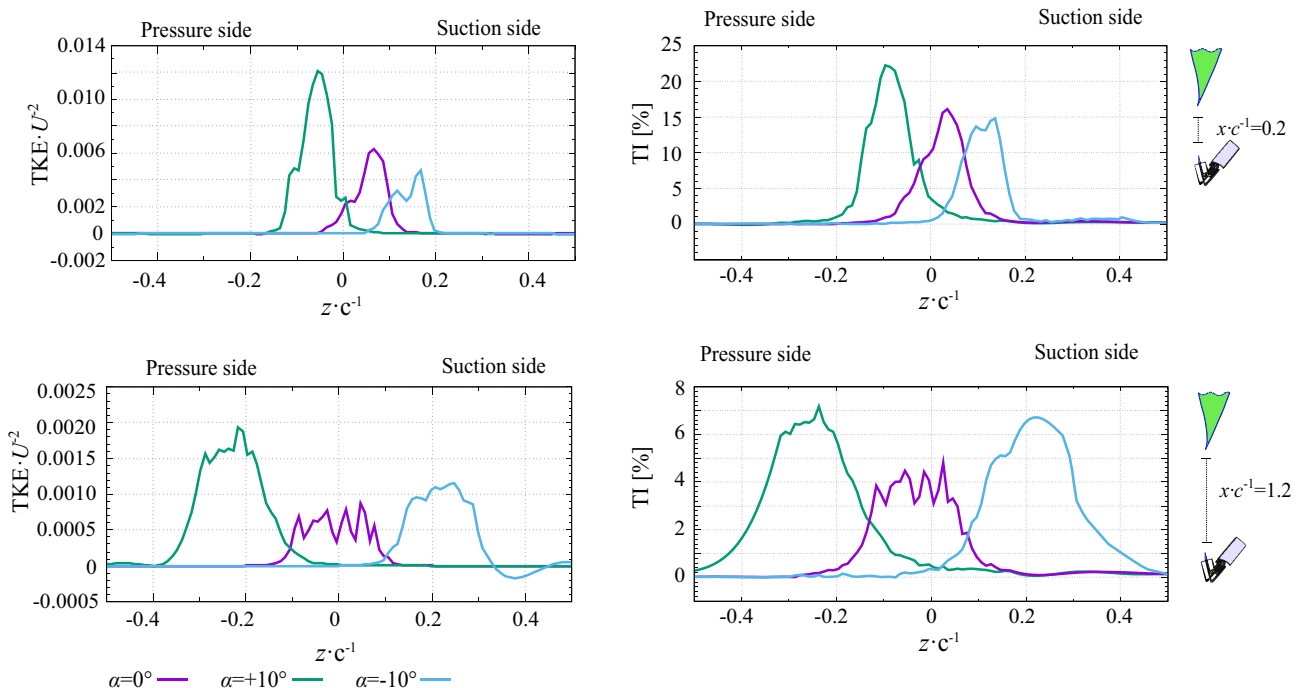 Pressure side
Suction side
0.014
0.010
0.006
0.002
0
-0.002
TKE·U⁻²
-0.4
-0.2
0
0.2
0.4
z·c⁻¹
Pressure side
Suction side
25
20
15
10
5
0
TI [%]
-0.4
-0.2
0
0.2
0.4
z·c⁻¹
x·c⁻¹=0.2
Pressure side
Suction side
0.0025
0.0020
0.0015
0.0010
0.0005
0
-0.0005
TKE·U⁻²
-0.4
-0.2
0
0.2
0.4
z·c⁻¹
Pressure side
Suction side
8
6
4
2
0
TI [%]
-0.4
-0.2
0
0.2
0.4
z·c⁻¹
x·c⁻¹=1.2
α=0° α=+10° α=-10°